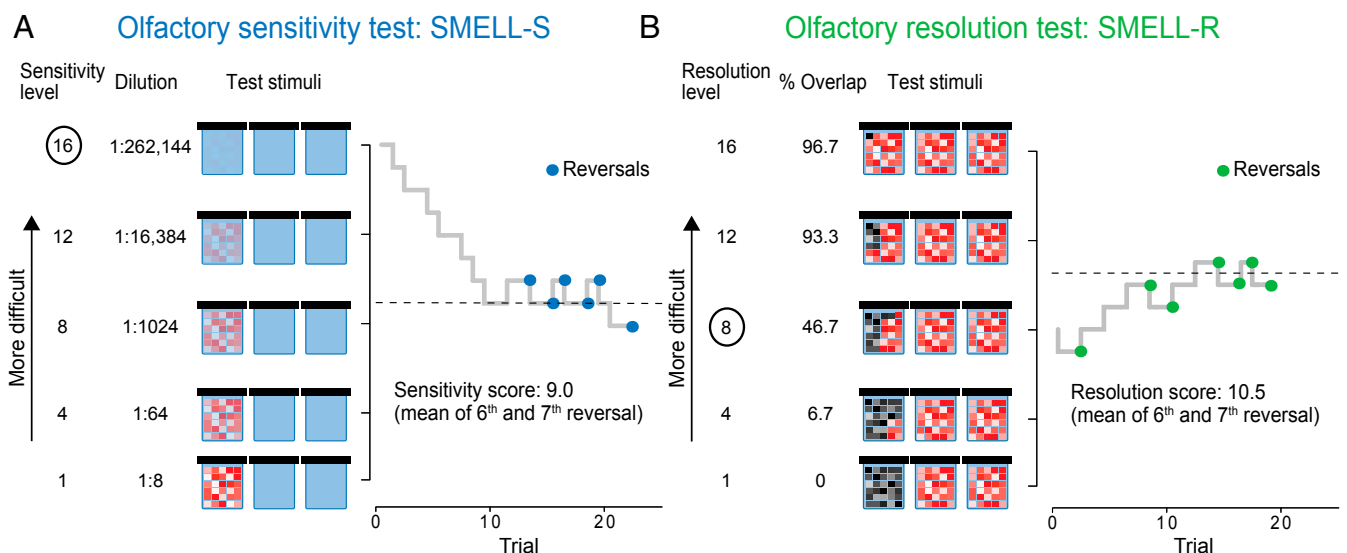 A
Olfactory sensitivity test: SMELL-S
Sensitivity
level
Dilution
Test stimuli
16
1:262,144
12
1:16,384
8
1:1024
4
1:64
1
1:8
More difficult
Reversals
Sensitivity score: 9.0
(mean of 6th and 7th reversal)
0
10
20
Trial
B
Olfactory resolution test: SMELL-R
Resolution
level
% Overlap
Test stimuli
16
96.7
12
93.3
8
46.7
4
6.7
1
0
More difficult
Reversals
Resolution score: 10.5
(mean of 6th and 7th reversal)
0
10
20
Trial